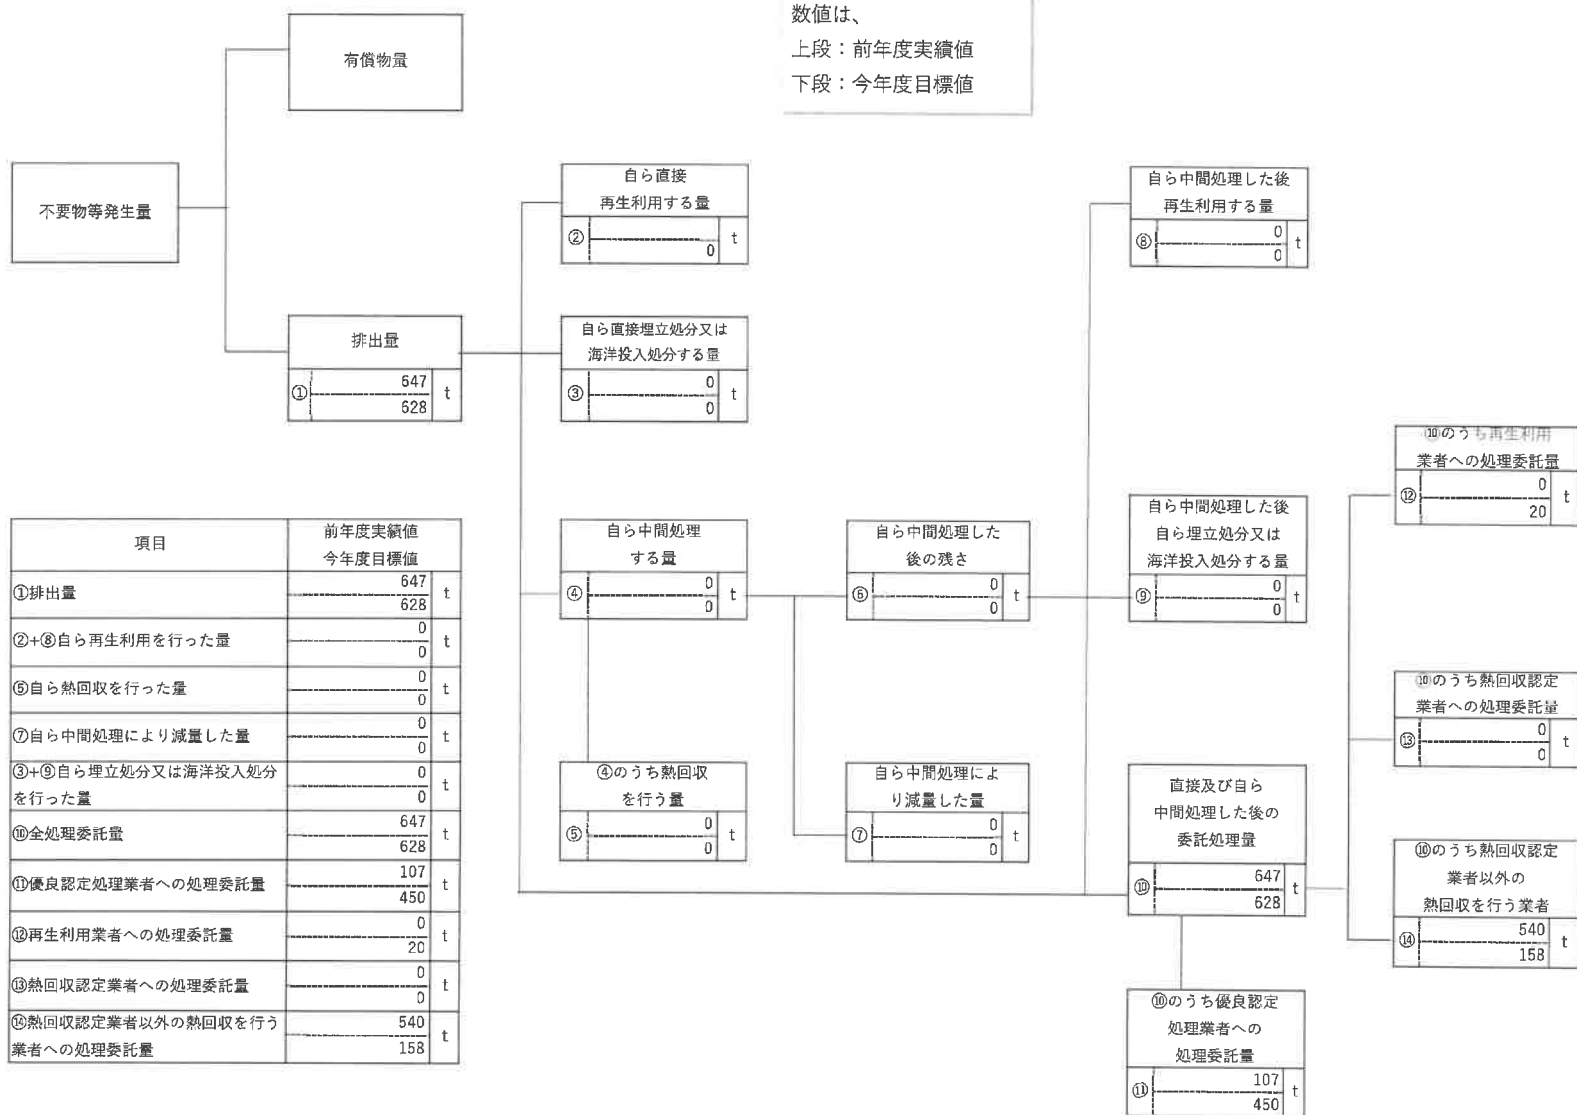 数値は、
上段：前年度実績値
下段：今年度目標値
有償物量
不要物等発生量
排出量
① 647 t
628
自ら直接
再生利用する量
② t
0
自ら直接埋立処分又は
海洋投入処分する量
③ 0 t
0
自ら中間処理
する量
④ 0 t
0
④のうち熱回収
を行う量
⑤ 0 t
0
自ら中間処理した
後の残さ
⑥ 0 t
0
自ら中間処理によ
り減量した量
⑦ 0 t
0
自ら中間処理した後
再生利用する量
⑧ 0 t
0
自ら中間処理した後
自ら埋立処分又は
海洋投入処分する量
⑨ 0 t
0
直接及び自ら
中間処理した後の
委託処理量
⑩ 647 t
628
⑩のうち優良認定
処理業者への
処理委託量
⑪ 107 t
450
⑩のうち再生利用
業者への処理委託量
⑫ 0 t
20
⑩のうち熱回収認定
業者への処理委託量
⑬ 0 t
0
⑩のうち熱回収認定
業者以外の
熱回収を行う業者
⑭ 540 t
158
項目 前年度実績値
今年度目標値
①排出量 647 t
628
②+⑧自ら再生利用を行った量 0 t
0
⑤自ら熱回収を行った量 0 t
0
⑦自ら中間処理により減量した量 0 t
0
③+⑨自ら埋立処分又は海洋投入処分 0 t
を行った量 0
⑩全処理委託量 647 t
628
⑪優良認定処理業者への処理委託量 107 t
450
⑫再生利用業者への処理委託量 0 t
20
⑬熱回収認定業者への処理委託量 0 t
0
⑭熱回収認定業者以外の熱回収を行う 540 t
業者への処理委託量 158